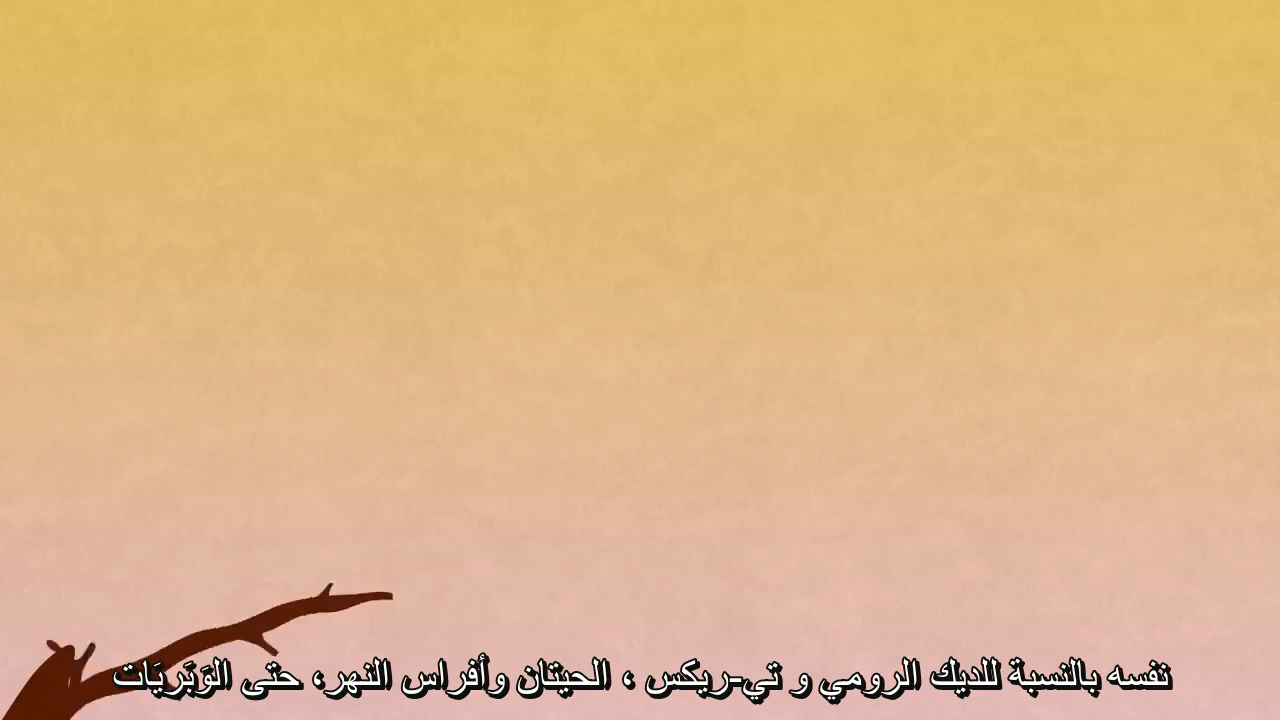 نفسه بالنسبة للديك الرومي و تي-ريكس ، الحيتان وأفراس النهر، حتى الوَبَريَات